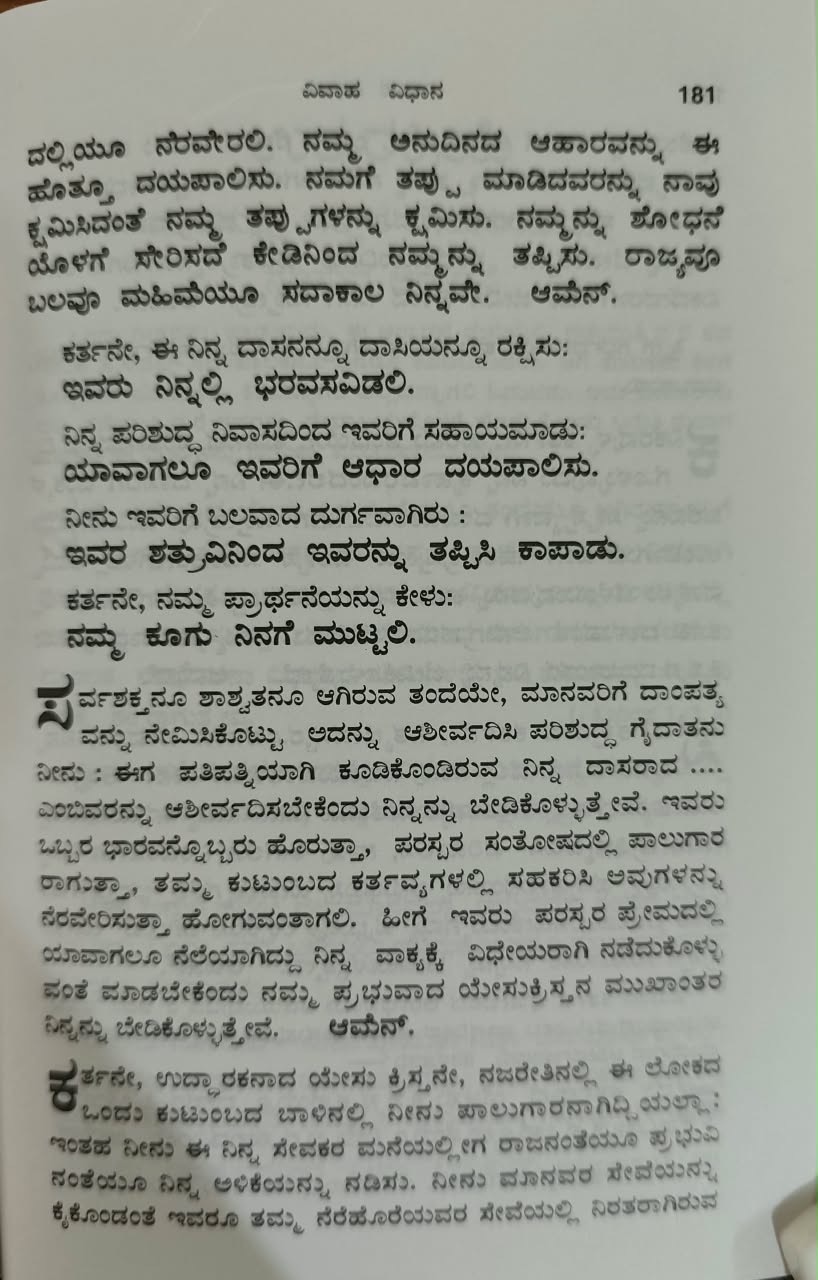 ವಿವಾಹ ವಿಧಾನ 181
ದಲ್ಲಿಯೂ ನೆರವೇರಲಿ. ನಮ್ಮ ಅನುದಿನದ ಆಹಾರವನ್ನು ಈ
ಹೊತ್ತೂ ದಯಪಾಲಿಸು. ನಮಗೆ ತಪ್ಪು ಮಾಡಿದವರನ್ನು ನಾವು
ಕ್ಷಮಿಸಿದಂತೆ ನಮ್ಮ ತಪ್ಪುಗಳನ್ನು ಕ್ಷಮಿಸು. ನಮ್ಮನ್ನು ಶೋಧನೆ
ಯೊಳಗೆ ಸೇರಿಸದೆ ಕೇಡಿನಿಂದ ನಮ್ಮನ್ನು ತಪ್ಪಿಸು. ರಾಜ್ಯವೂ
ಬಲವೂ ಮಹಿಮೆಯೂ ಸದಾಕಾಲ ನಿನ್ನವೇ. ಆಮೆನ್.
ಕರ್ತನೇ, ಈ ನಿನ್ನ ದಾಸನನ್ನೂ ದಾಸಿಯನ್ನೂ ರಕ್ಷಿಸು:
ಇವರು ನಿನ್ನಲ್ಲಿ ಭರವಸವಿಡಲಿ.
ನಿನ್ನ ಪರಿಶುದ್ಧ ನಿವಾಸದಿಂದ ಇವರಿಗೆ ಸಹಾಯಮಾಡು:
ಯಾವಾಗಲೂ ಇವರಿಗೆ ಆಧಾರ ದಯಪಾಲಿಸು.
ನೀನು ಇವರಿಗೆ ಬಲವಾದ ದುರ್ಗವಾಗಿರು :
ಇವರ ಶತ್ರುವಿನಿಂದ ಇವರನ್ನು ತಪ್ಪಿಸಿ ಕಾಪಾಡು.
ಕರ್ತನೇ, ನಮ್ಮ ಪ್ರಾರ್ಥನೆಯನ್ನು ಕೇಳು:
ನಮ್ಮ ಕೂಗು ನಿನಗೆ ಮುಟ್ಟಲಿ.
ಸರ್ವಶಕ್ತನೂ ಶಾಶ್ವತನೂ ಆಗಿರುವ ತಂದೆಯೇ, ಮಾನವರಿಗೆ ದಾಂಪತ್ಯ
ವನ್ನು ನೇಮಿಸಿಕೊಟ್ಟು ಅದನ್ನು ಆಶೀರ್ವದಿಸಿ ಪರಿಶುದ್ಧ ಗೈದಾತನು
ನೀನು : ಈಗ ಪತಿಪತ್ನಿಯಾಗಿ ಕೂಡಿಕೊಂಡಿರುವ ನಿನ್ನ ದಾಸರಾದ ....
ಎಂಬಿವರನ್ನು ಆಶೀರ್ವದಿಸಬೇಕೆಂದು ನಿನ್ನನ್ನು ಬೇಡಿಕೊಳ್ಳುತ್ತೇವೆ. ಇವರು
ಒಬ್ಬರ ಭಾರವನ್ನೊಬ್ಬರು ಹೊರುತ್ತಾ, ಪರಸ್ಪರ ಸಂತೋಷದಲ್ಲಿ ಪಾಲುಗಾರ
ರಾಗುತ್ತಾ, ತಮ್ಮ ಕುಟುಂಬದ ಕರ್ತವ್ಯಗಳಲ್ಲಿ ಸಹಕರಿಸಿ ಅವುಗಳನ್ನು
ನೆರವೇರಿಸುತ್ತಾ ಹೋಗುವಂತಾಗಲಿ. ಹೀಗೆ ಇವರು ಪರಸ್ಪರ ಪ್ರೇಮದಲ್ಲಿ
ಯಾವಾಗಲೂ ನೆಲೆಯಾಗಿದ್ದು ನಿನ್ನ ವಾಕ್ಯಕ್ಕೆ ವಿಧೇಯರಾಗಿ ನಡೆದುಕೊಳ್ಳು
ವಂತೆ ಮಾಡಬೇಕೆಂದು ನಮ್ಮ ಪ್ರಭುವಾದ ಯೇಸುಕ್ರಿಸ್ತನ ಮುಖಾಂತರ
ನಿನ್ನನ್ನು ಬೇಡಿಕೊಳ್ಳುತ್ತೇವೆ. ಆಮೆನ್.
ಕರ್ತನೇ, ಉದ್ಧಾರಕನಾದ ಯೇಸು ಕ್ರಿಸ್ತನೇ, ನಜರೇತಿನಲ್ಲಿ ಈ ಲೋಕದ
ಒಂದು ಕುಟುಂಬದ ಬಾಳಿನಲ್ಲಿ ನೀನು ಪಾಲುಗಾರನಾಗಿದ್ದಿಯಲ್ಲಾ :
ಇಂತಹ ನೀನು ಈ ನಿನ್ನ ಸೇವಕರ ಮನೆಯಲ್ಲೀಗ ರಾಜನಂತೆಯೂ ಪ್ರಭುವಿ
ನಂತೆಯೂ ನಿನ್ನ ಅಳಿಕೆಯನ್ನು ನಡಿಸು. ನೀನು ಮಾನವರ ಸೇವೆಯನ್ನು
ಕೈಕೊಂಡಂತೆ ಇವರೂ ತಮ್ಮ ನೆರೆಹೊರೆಯವರ ಸೇವೆಯಲ್ಲಿ ನಿರತರಾಗಿರುವ